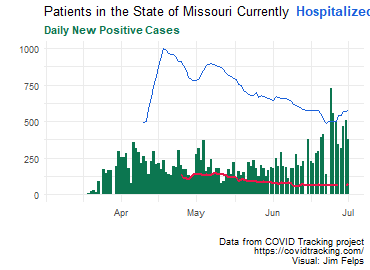 Patients in the State of Missouri Currently Hospitalized
Daily New Positive Cases
1000
750
500
250
0
Apr May Jun Jul
Data from COVID Tracking project
https://covidtracking.com/
Visual: Jim Felps